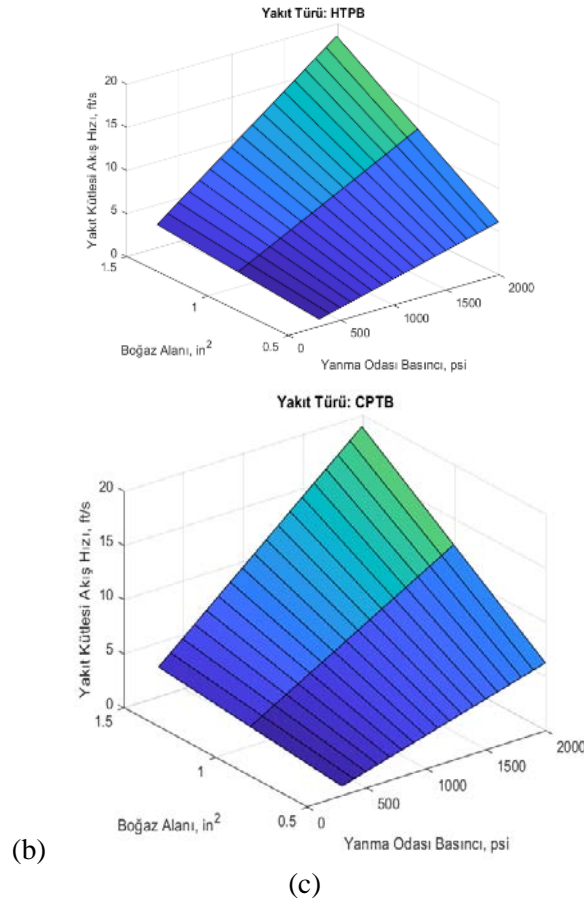 Yakıt Türü: HTPB
20
15
10
5
0
Yakıt Kütlesi Akış Hızı, ft/s
1.5
1
0.5
Boğaz Alanı, in²
0
500
1000
1500
2000
Yanma Odası Basıncı, psi
Yakıt Türü: CPTB
20
15
10
5
0
Yakıt Kütlesi Akış Hızı, ft/s
1.5
1
0.5
Boğaz Alanı, in²
0
500
1000
1500
2000
Yanma Odası Basıncı, psi
(b)
(c)